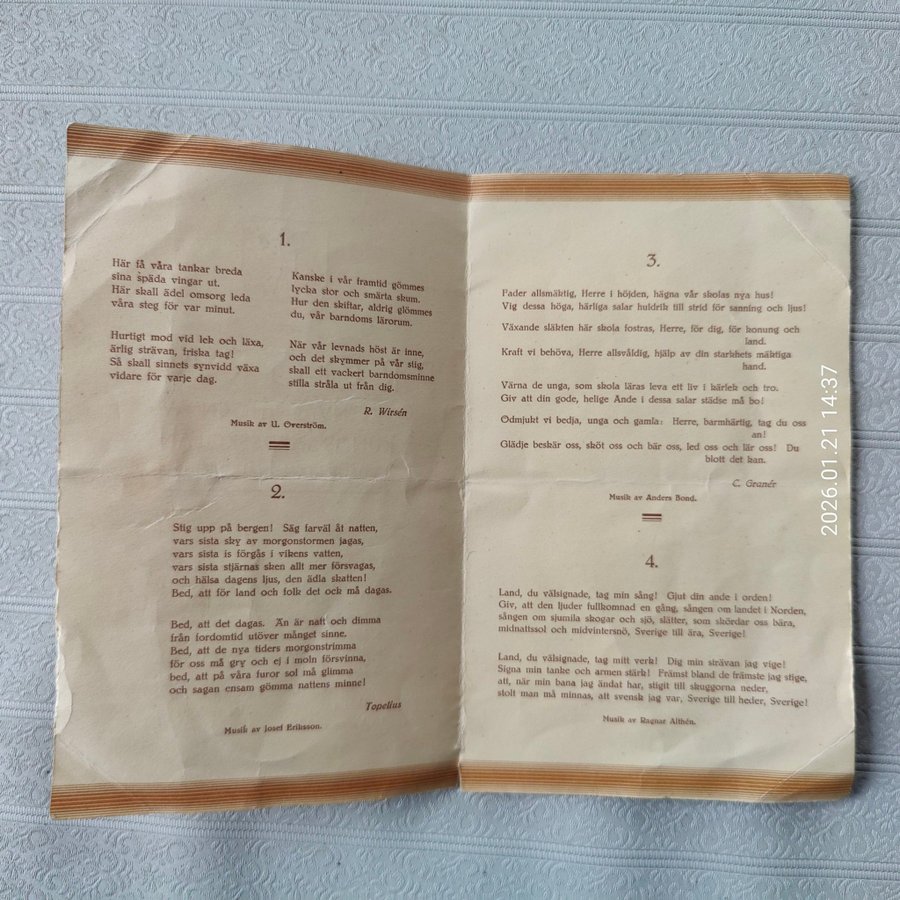 1.
Här få våra tankar breda
sina späda vingar ut.
Här skall ädel omsorg leda
våra steg för var minut.
Hurtigt mod vid lek och läxa,
ärlig strävan, friska tag!
Så skall sinnets synvidd växa
vidare för varje dag.
Kanske i vår framtid gömmes
lycka stor och smärta skum.
Hur den skiftar, aldrig glömmes
du, vår barndoms lärorum.
När vår levnads höst är inne,
och det skymmer på vår stig,
skall ett vackert barndomsminne
stilla stråla ut från dig.
R. Wirsén
Musik av U. Överström.
2.
Stig upp på bergen! Säg farväl åt natten,
vars sista sky av morgonstormen jagas,
vars sista is förgås i vikens vatten,
vars sista stjärnas sken allt mer försvagas,
och hälsa dagens ljus, den ädla skatten!
Bed, att för land och folk det ock må dagas.
Bed, att det dagas. Än är natt och dimma
från fordomtid utöver månget sinne.
Bed, att de nya tiders morgonstrimma
för oss må gry och ej i moln försvinna,
bed, att på våra furor sol må glimma
och sagan ensam gömma nattens minne!
Topelius
Musik av Josef Eriksson.
3.
Fader allsmäktig, Herre i höjden, hägna vår skolas nya hus!
Vig dessa höga, härliga salar huldrik till strid för sanning och ljus!
Växande släkten här skola fostras, Herre, för dig, för konung och
land.
Kraft vi behöva, Herre allsvåldig, hjälp av din starkhets mäktiga
hand.
Värna de unga, som skola läras leva ett liv i kärlek och tro.
Giv att din gode, helige Ande i dessa salar städse må bo!
Ödmjukt vi bedja, unga och gamla: Herre, barmhärtig, tag du oss
an!
Glädje beskär oss, sköt oss och bär oss, led oss och lär oss! Du
blott det kan.
C. Granér
Musik av Anders Bond.
4.
Land, du välsignade, tag min sång! Gjut din ande i orden!
Giv, att den ljuder fullkomnad en gång, sången om landet i Norden,
sången om sjumila skogar och sjö, slätter, som skördar oss bära,
midnattssol och midvintersnö, Sverige till ära, Sverige!
Land, du välsignade, tag mitt verk! Dig min strävan jag vige!
Signa min tanke och armen stärk! Främst bland de främste jag stige,
att, när min bana jag ändat har, stigit till skuggorna neder,
stolt man må minnas, att svensk jag var, Sverige till heder, Sverige!
Musik av Ragnar Althén.
2026.01.21 14:37